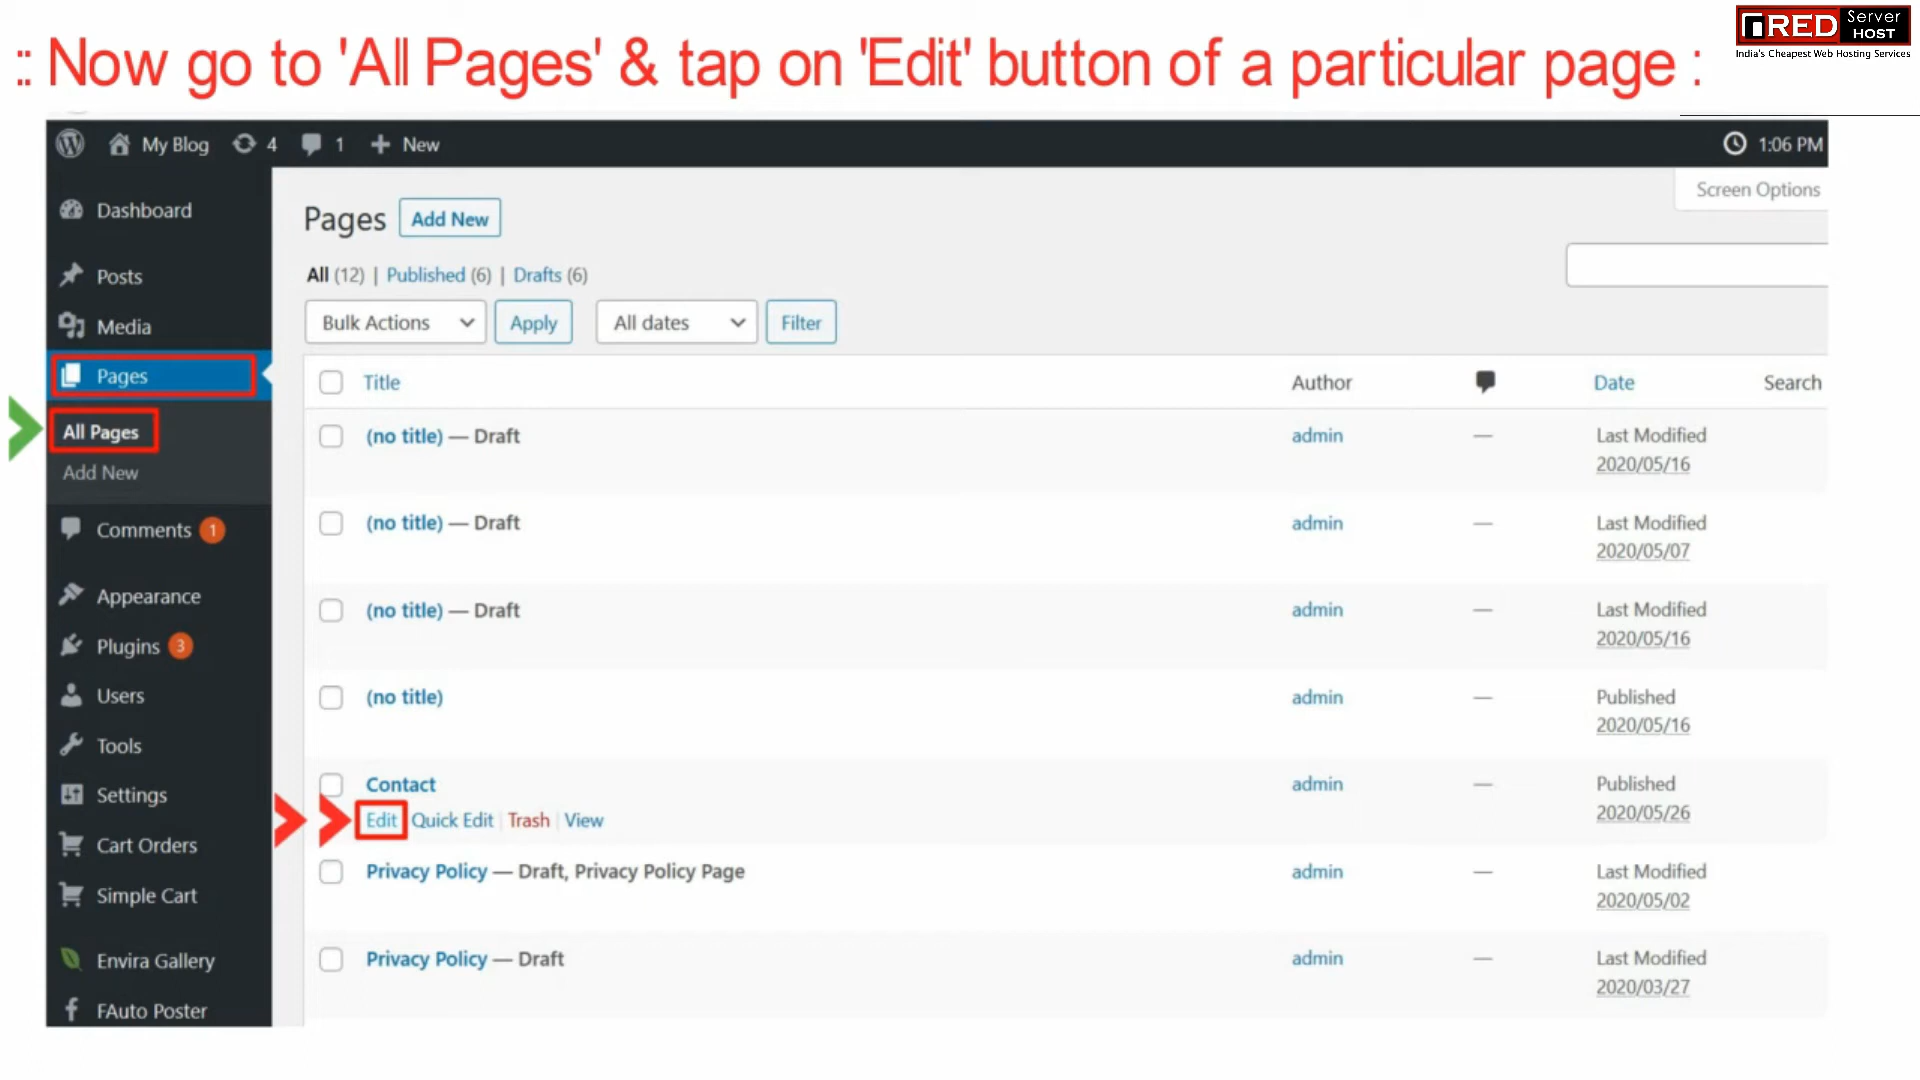 :: Now go to 'All Pages' & tap on 'Edit' button of a particular page :
RED Server HOST
India's Cheapest Web Hosting Services
My Blog 4 1 + New 1:06 PM
Screen Options
Dashboard
Posts
Media
Pages
All Pages
Add New
Comments 1
Appearance
Plugins 3
Users
Tools
Settings
Cart Orders
Simple Cart
Envira Gallery
FAuto Poster
Pages Add New
All (12) | Published (6) | Drafts (6)
Bulk Actions Apply All dates Filter
Title Author Date Search
(no title) — Draft admin — Last Modified
2020/05/16
(no title) — Draft admin — Last Modified
2020/05/07
(no title) — Draft admin — Last Modified
2020/05/16
(no title) admin — Published
2020/05/16
Contact admin — Published
Edit Quick Edit | Trash | View 2020/05/26
Privacy Policy — Draft, Privacy Policy Page admin — Last Modified
2020/05/02
Privacy Policy — Draft admin — Last Modified
2020/03/27